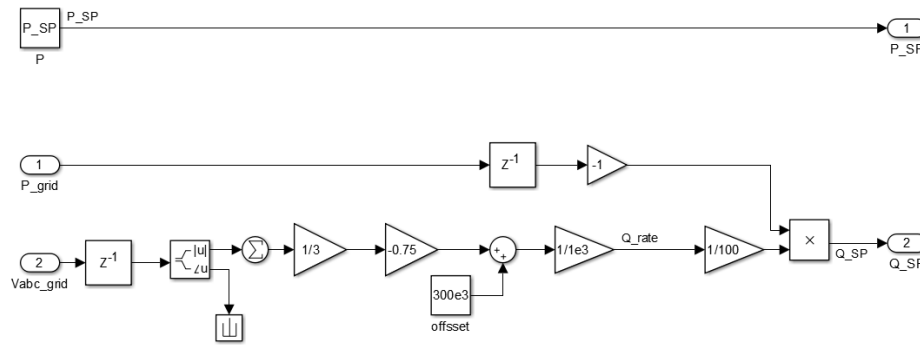 P_SP
P_SP
P
1
P_SP
1
P_grid
Z-1
-1
2
Vabc_grid
Z-1
|u|
∠u
Σ
1/3
-0.75
+
+
300e3
offsset
1/1e3
Q_rate
1/100
×
Q_SP
2
Q_SP